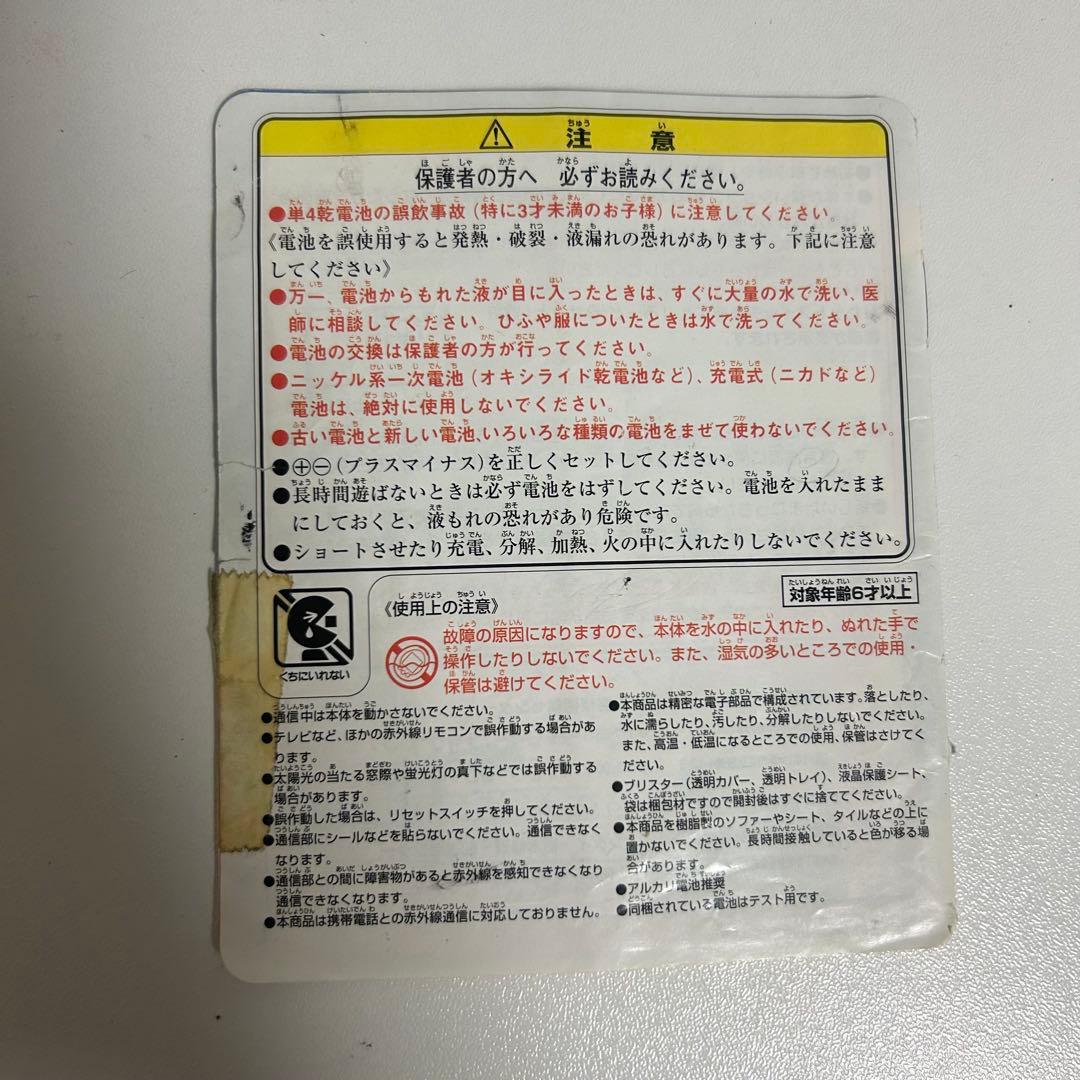 ⚠ 注意
保護者の方へ 必ずお読みください。
●単4乾電池の誤飲事故(特に3才未満のお子様)に注意してください。
《電池を誤使用すると発熱・破裂・液漏れの恐れがあります。下記に注意
してください》
●万一、電池からもれた液が目に入ったときは、すぐに大量の水で洗い、医
師に相談してください。ひふや服についたときは水で洗ってください。
●電池の交換は保護者の方が行ってください。
●ニッケル系一次電池(オキシライド乾電池など)、充電式(ニカドなど)
電池は、絶対に使用しないでください。
●古い電池と新しい電池、いろいろな種類の電池をまぜて使わないでください。
●⊕⊖(プラスマイナス)を正しくセットしてください。
●長時間遊ばないときは必ず電池をはずしてください。電池を入れたまま
にしておくと、液もれの恐れがあり危険です。
●ショートさせたり充電、分解、加熱、火の中に入れたりしないでください。
くちにいれない
《使用上の注意》
対象年齢6才以上
故障の原因になりますので、本体を水の中に入れたり、ぬれた手で
操作したりしないでください。また、湿気の多いところでの使用・
保管は避けてください。
●通信中は本体を動かさないでください。
●テレビなど、ほかの赤外線リモコンで誤作動する場合があ
ります。
●太陽光の当たる窓際や蛍光灯の真下などでは誤作動する
場合があります。
●誤作動した場合は、リセットスイッチを押してください。
●通信部にシールなどを貼らないでください。通信できなく
なります。
●通信部との間に障害物があると赤外線を感知できなくなり
通信できなくなります。
●本商品は携帯電話との赤外線通信に対応しておりません。
●本商品は精密な電子部品で構成されています。落としたり、
水に濡らしたり、汚したり、分解したりしないでください。
また、高温・低温になるところでの使用、保管はさけてく
ださい。
●ブリスター(透明カバー、透明トレイ)、液晶保護シート、
袋は梱包材ですので開封後はすぐに捨ててください。
●本商品を樹脂製のソファーやシート、タイルなどの上に
置かないでください。長時間接触していると色が移る場
合があります。
●アルカリ電池推奨
●同梱されている電池はテスト用です。